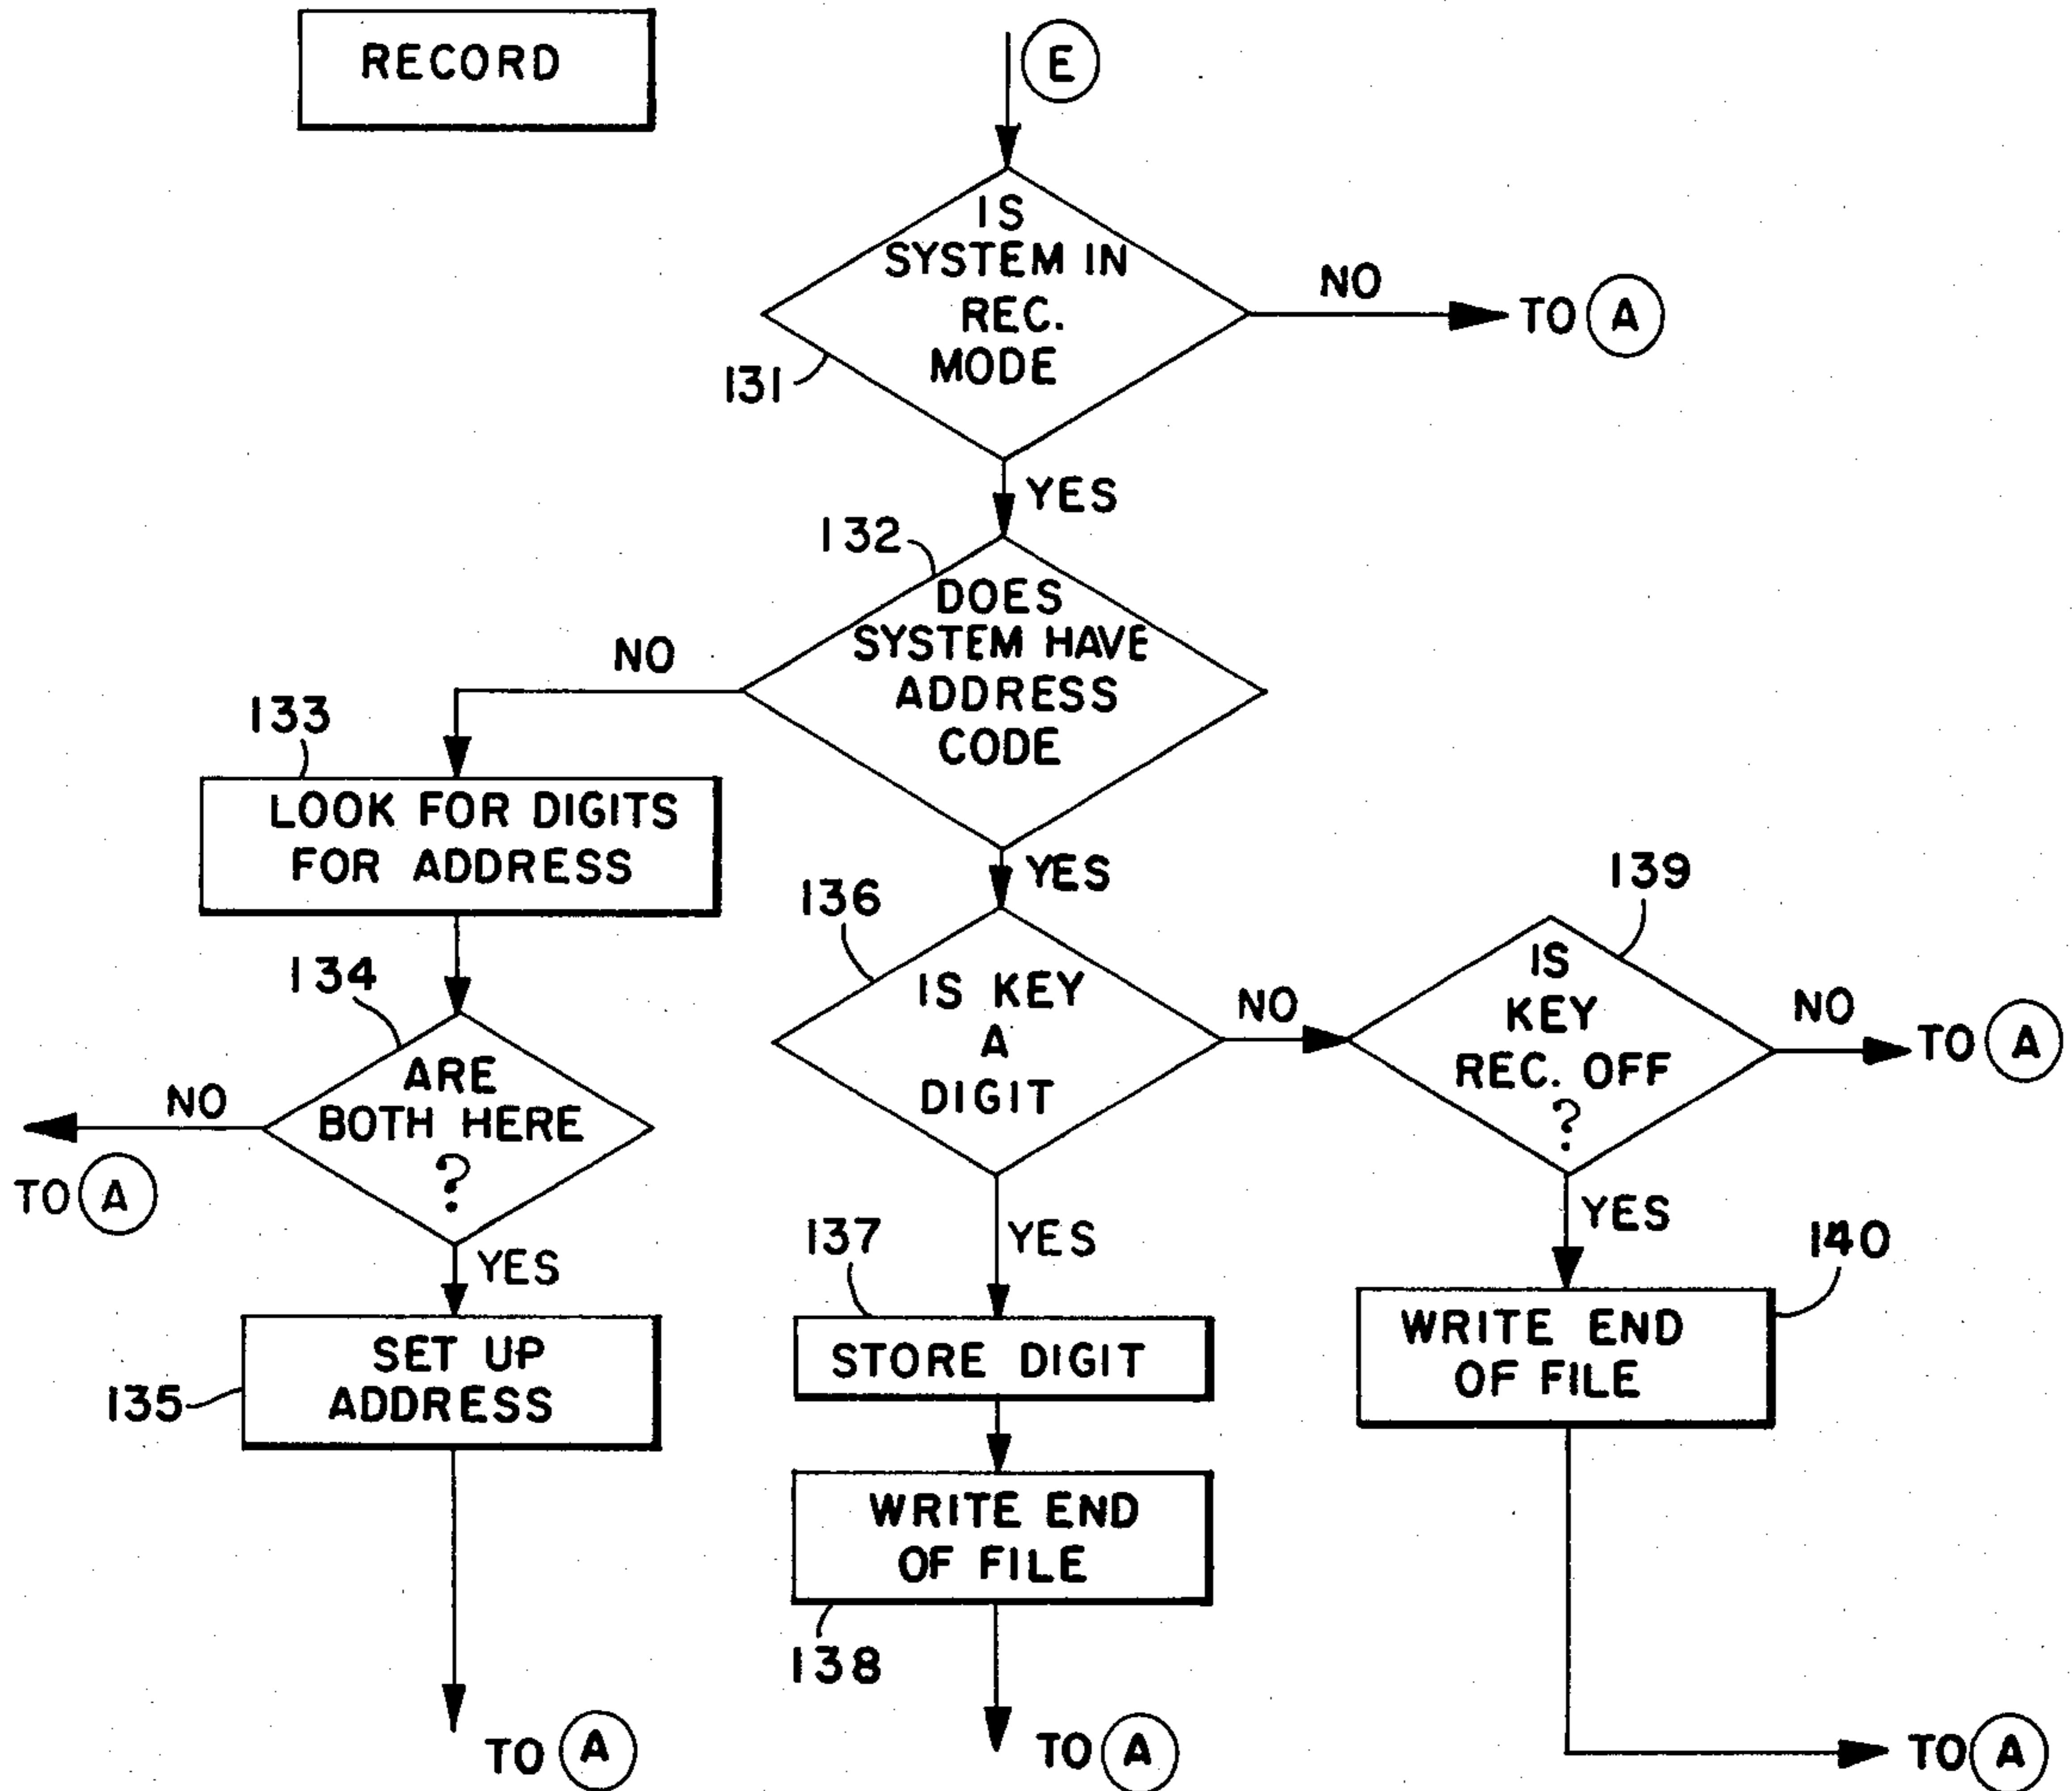 RECORD
E
IS
SYSTEM IN
REC.
MODE
NO
TO A
131
YES
132
DOES
SYSTEM HAVE
ADDRESS
CODE
NO
133
LOOK FOR DIGITS
FOR ADDRESS
YES
134
ARE
BOTH HERE
?
NO
TO A
YES
135
SET UP
ADDRESS
TO A
136
IS KEY
A
DIGIT
NO
YES
137
STORE DIGIT
WRITE END
OF FILE
138
TO A
139
IS
KEY
REC. OFF
?
NO
TO A
YES
140
WRITE END
OF FILE
TO A